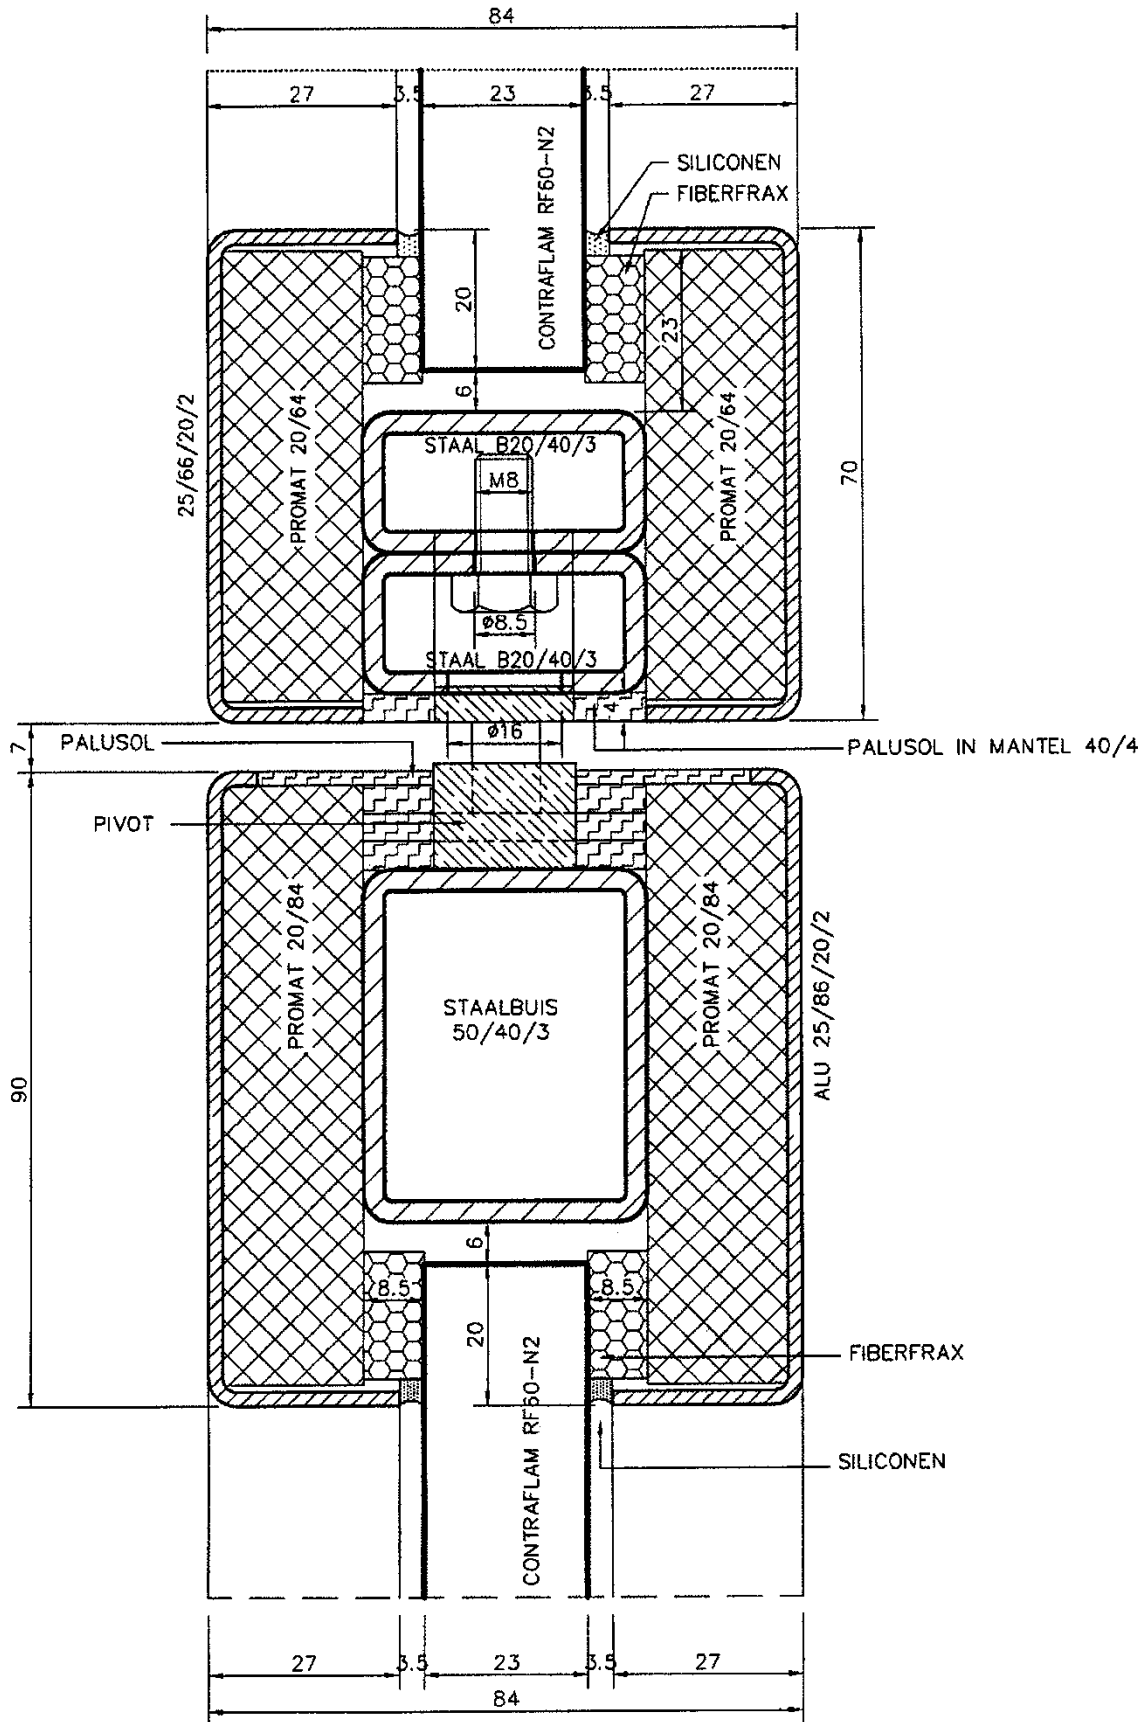 84
27
3.5
23
3.5
27
CONTRAFLAM RF60-N2
SILICONEN
FIBERFRAX
20
23
6
25/66/20/2
PROMAT 20/64
STAAL B20/40/3
M8
PROMAT 20/64
70
ø8.5
STAAL B20/40/3
4
7
PALUSOL
ø16
PALUSOL IN MANTEL 40/4
PIVOT
PROMAT 20/84
PROMAT 20/84
STAALBUIS
50/40/3
ALU 25/86/20/2
90
6
8.5
8.5
20
FIBERFRAX
CONTRAFLAM RF60-N2
SILICONEN
27
3.5
23
3.5
27
84